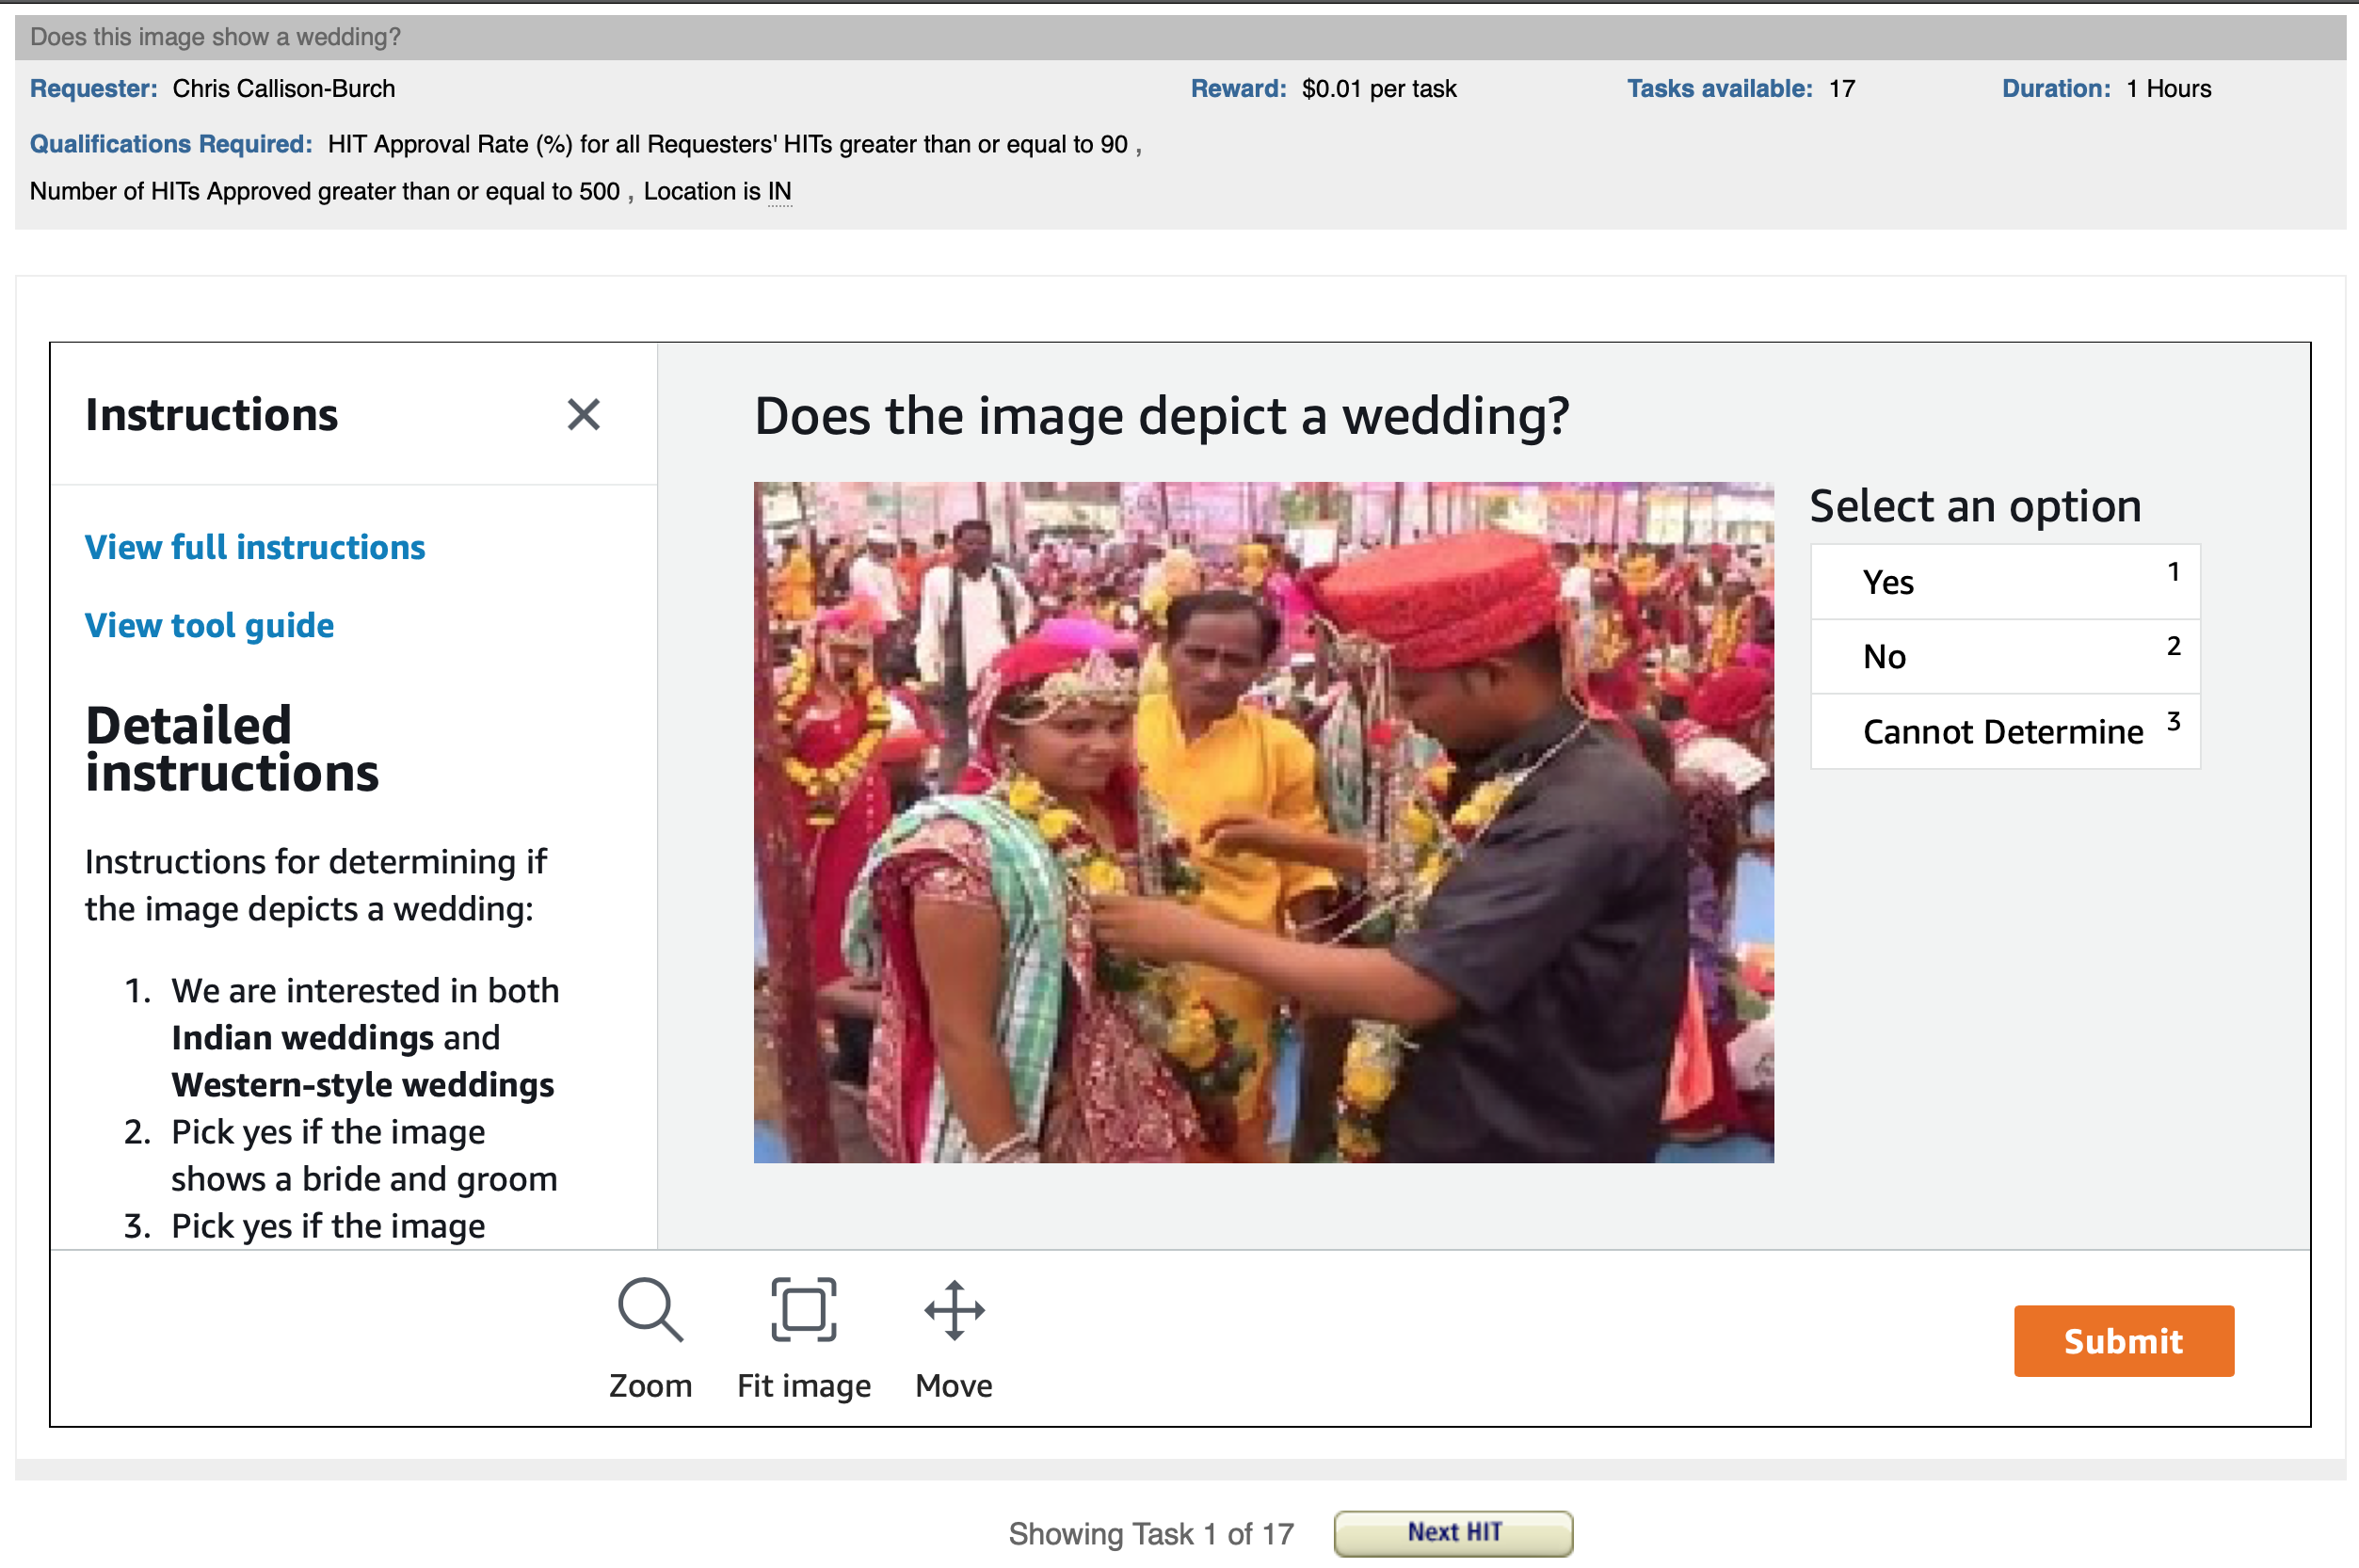 Does this image show a wedding?
Requester: Chris Callison-Burch Reward: $0.01 per task Tasks available: 17 Duration: 1 Hours
Qualifications Required: HIT Approval Rate (%) for all Requesters' HITs greater than or equal to 90 ,
Number of HITs Approved greater than or equal to 500 , Location is IN
Instructions
View full instructions
View tool guide
Detailed
instructions
Instructions for determining if
the image depicts a wedding:
1. We are interested in both
Indian weddings and
Western-style weddings
2. Pick yes if the image
shows a bride and groom
3. Pick yes if the image
Does the image depict a wedding?
Select an option
Yes 1
No 2
Cannot Determine 3
Zoom
Fit image
Move
Submit
Showing Task 1 of 17
Next HIT